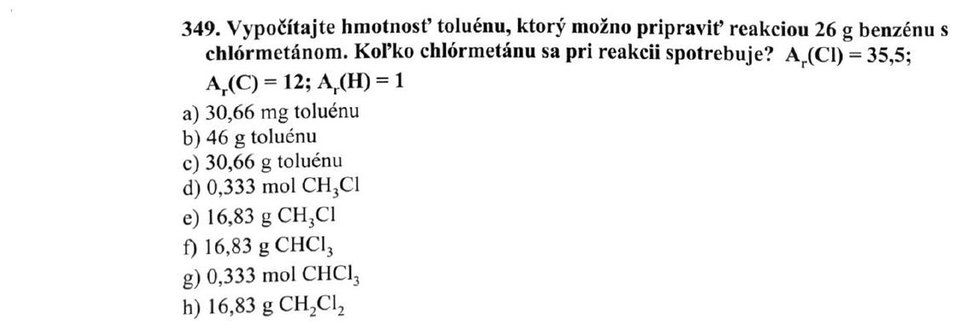 349. Vypočítajte hmotnosť toluénu, ktorý možno pripraviť reakciou 26 g benzénu s
chlórmetánom. Koľko chlórmetánu sa pri reakcii spotrebuje? Aᵣ(Cl) = 35,5;
Aᵣ(C) = 12; Aᵣ(H) = 1
a) 30,66 mg toluénu
b) 46 g toluénu
c) 30,66 g toluénu
d) 0,333 mol CH₃Cl
e) 16,83 g CH₃Cl
f) 16,83 g CHCl₃
g) 0,333 mol CHCl₃
h) 16,83 g CH₂Cl₂